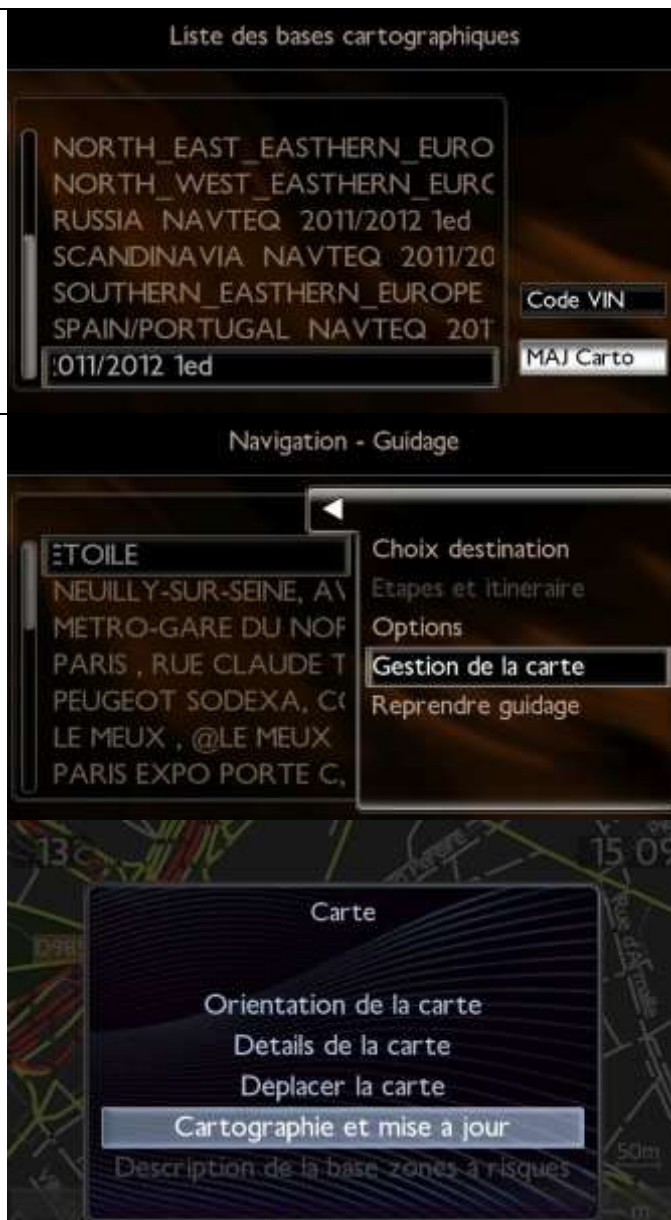 Liste des bases cartographiques
NORTH_EAST_EASTHERN_EURO
NORTH_WEST_EASTHERN_EURC
RUSSIA NAVTEQ 2011/2012 1ed
SCANDINAVIA NAVTEQ 2011/20
SOUTHERN_EASTHERN_EUROPE
SPAIN/PORTUGAL NAVTEQ 201
:011/2012 1ed
Code VIN
MAJ Carto
Navigation - Guidage
ETOILE
NEUILLY-SUR-SEINE, AV
METRO-GARE DU NOR
PARIS , RUE CLAUDE T
PEUGEOT SODEXA, CO
LE MEUX , @LE MEUX
PARIS EXPO PORTE C,
Choix destination
Etapes et itineraire
Options
Gestion de la carte
Reprendre guidage
15 09
Carte
Orientation de la carte
Details de la carte
Deplacer la carte
Cartographie et mise a jour
Description de la base zones a risques
50m